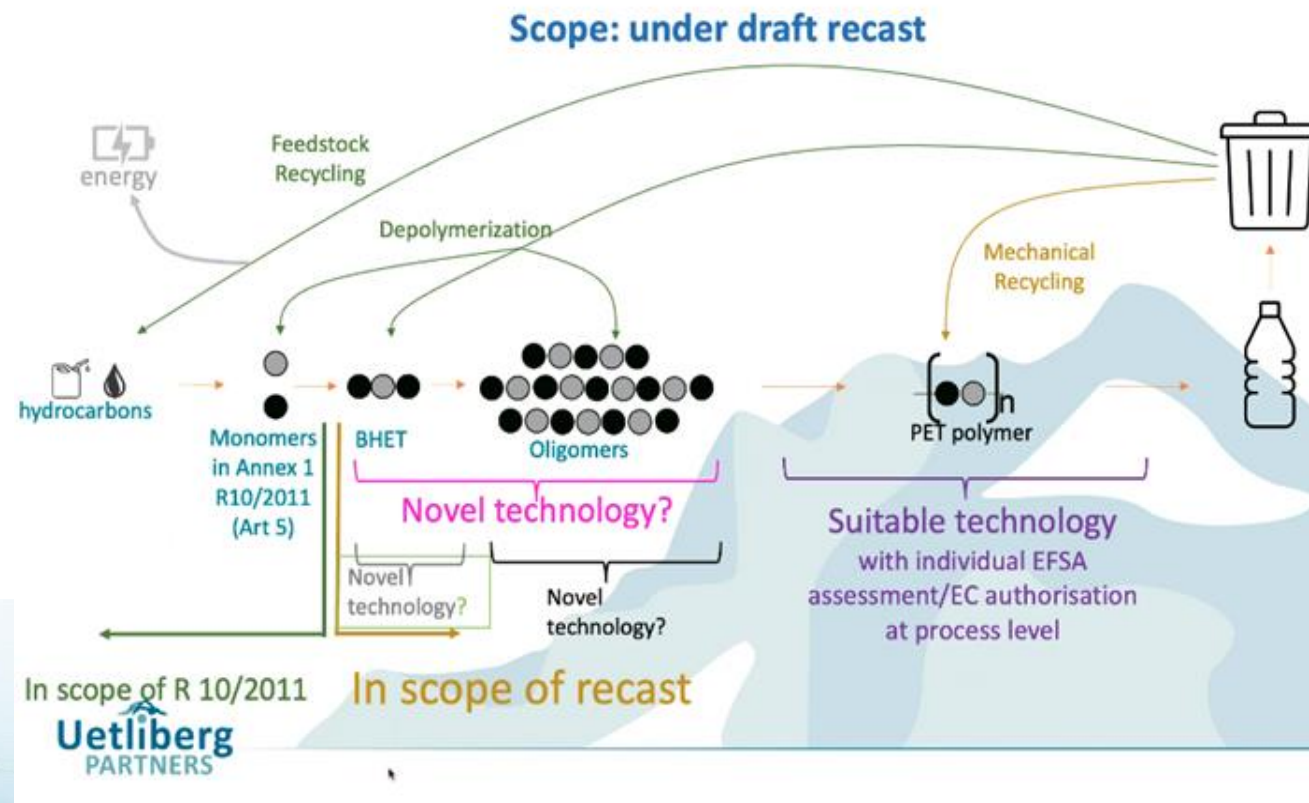 Scope: under draft recast
energy
Feedstock
Recycling
Depolymerization
Mechanical
Recycling
hydrocarbons
Monomers
in Annex 1
R10/2011
(Art 5)
BHET
Oligomers
n
PET polymer
Novel technology?
Novel
technology?
Novel
technology?
Suitable technology
with individual EFSA
assessment/EC authorisation
at process level
In scope of R 10/2011
In scope of recast
Uetliberg
PARTNERS